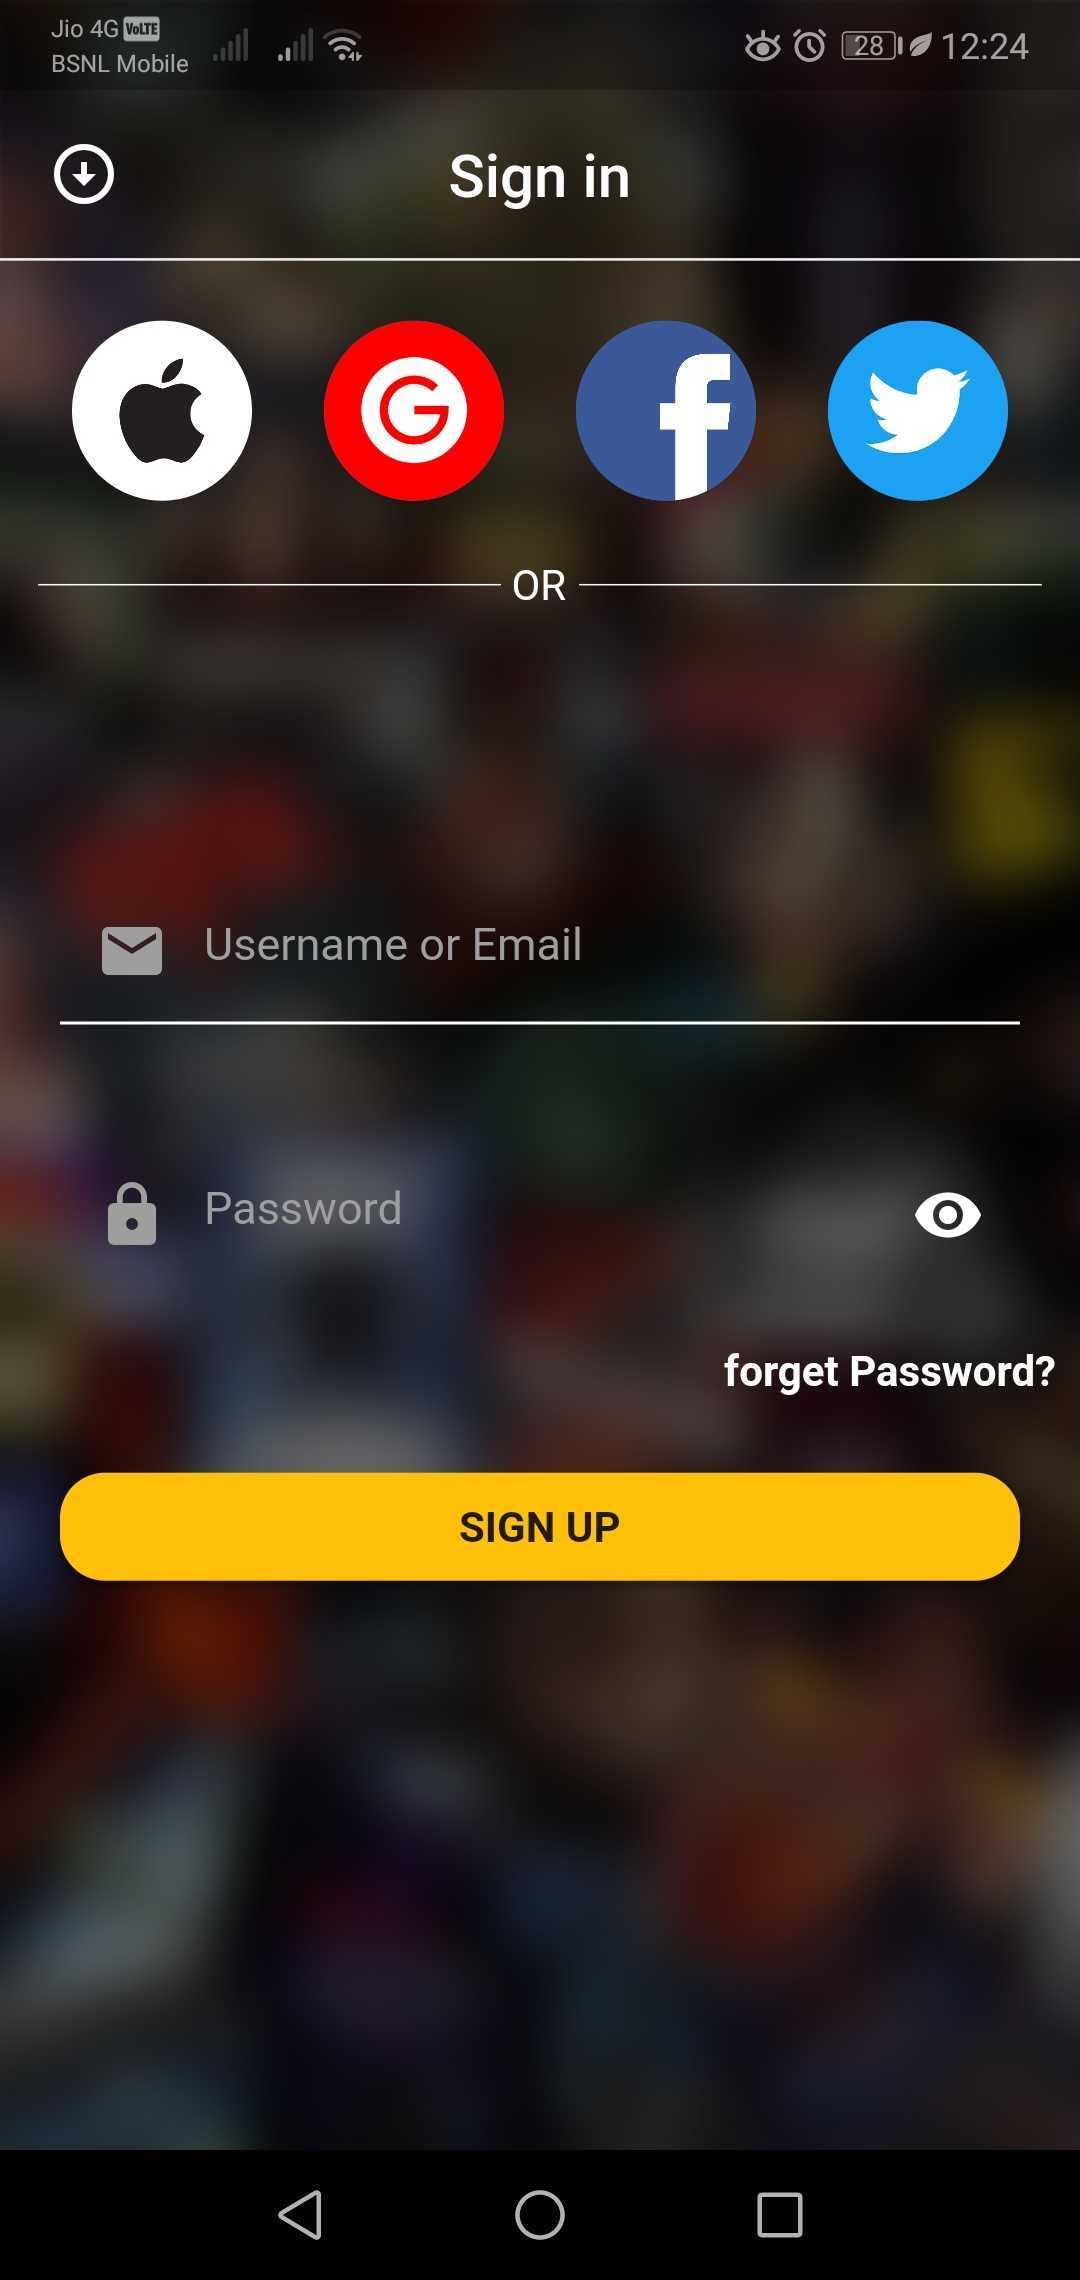 Jio 4G VoLTE
BSNL Mobile
28
12:24
Sign in
OR
Username or Email
Password
forget Password?
SIGN UP